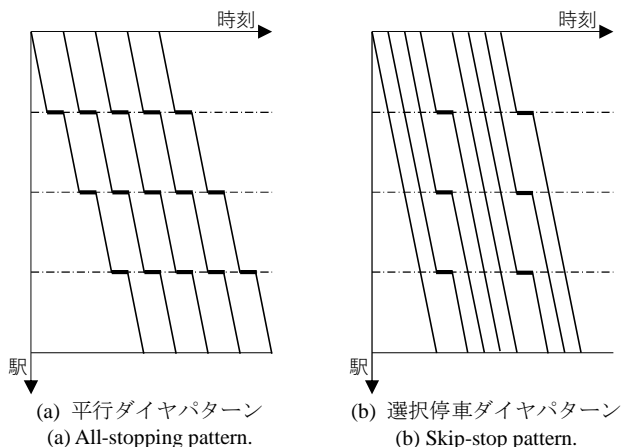 時刻
駅
(a) 平行ダイヤパターン
(a) All-stopping pattern.
時刻
駅
(b) 選択停車ダイヤパターン
(b) Skip-stop pattern.